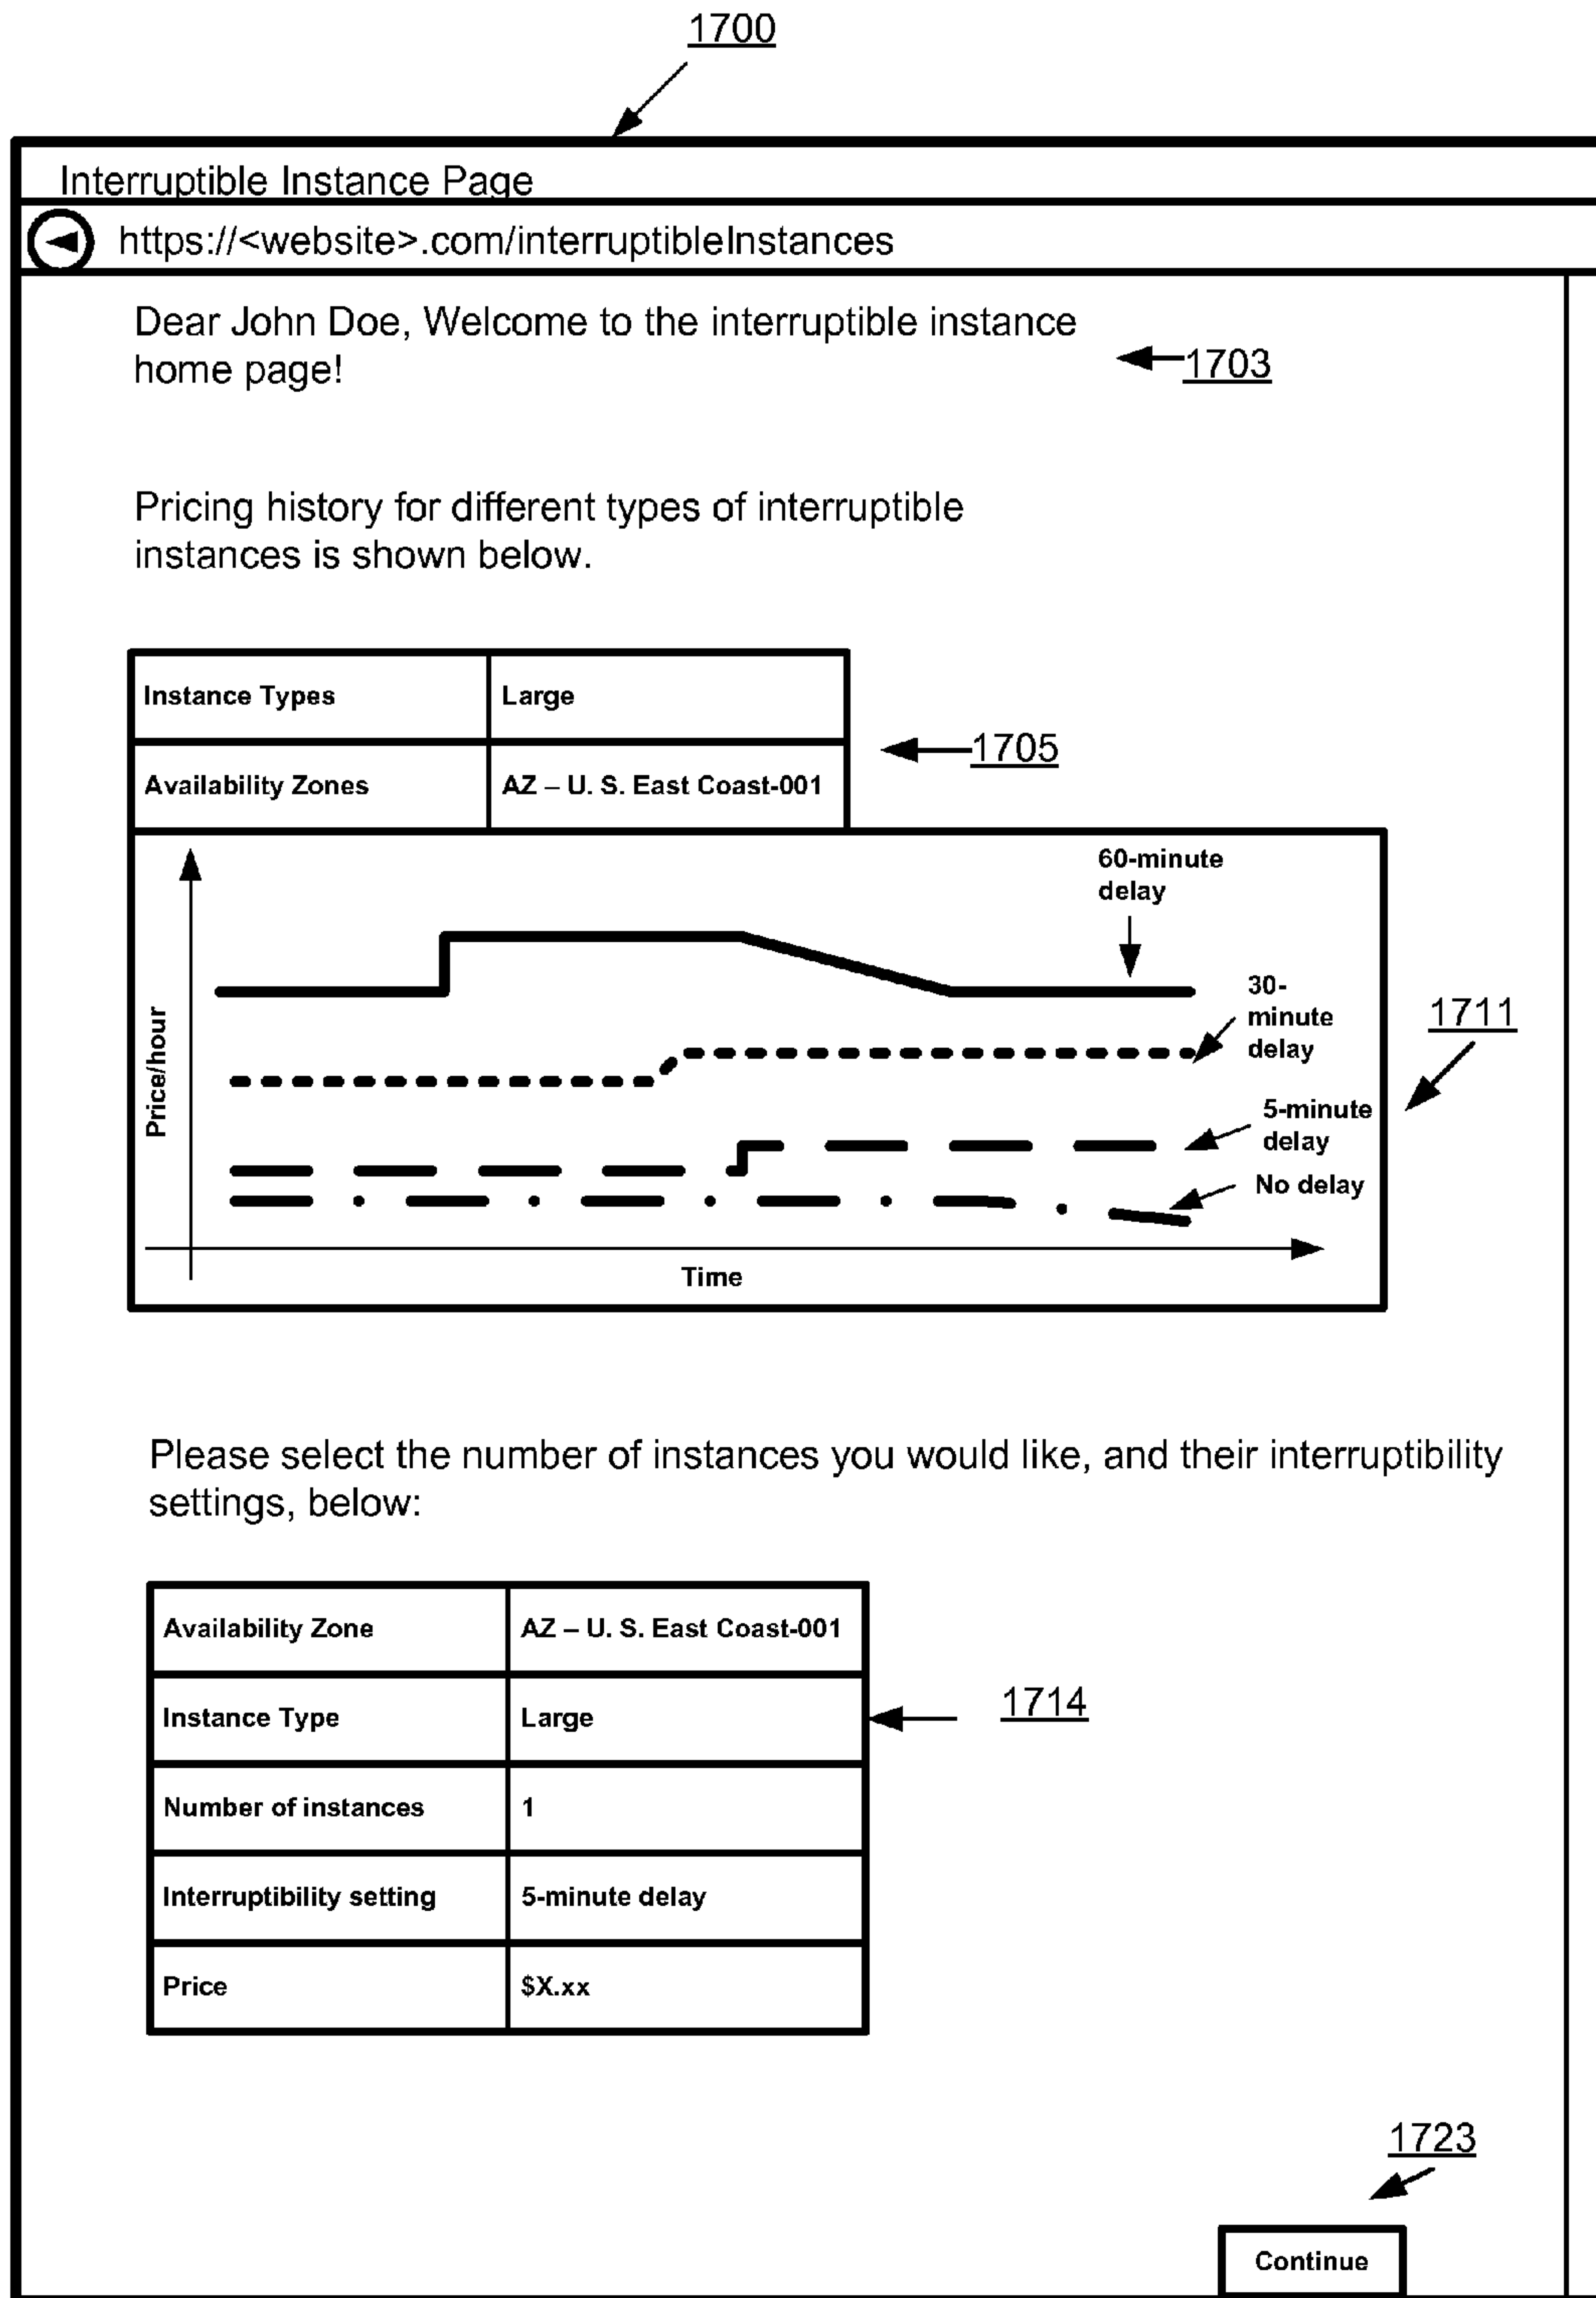 1700
Interruptible Instance Page
https://<website>.com/interruptibleInstances
Dear John Doe, Welcome to the interruptible instance
home page!
1703
Pricing history for different types of interruptible
instances is shown below.
Instance Types
Large
1705
Availability Zones
AZ – U. S. East Coast-001
60-minute
delay
30-
minute
delay
1711
Price/hour
5-minute
delay
No delay
Time
Please select the number of instances you would like, and their interruptibility
settings, below:
Availability Zone
AZ – U. S. East Coast-001
Instance Type
Large
1714
Number of instances
1
Interruptibility setting
5-minute delay
Price
$X.xx
1723
Continue